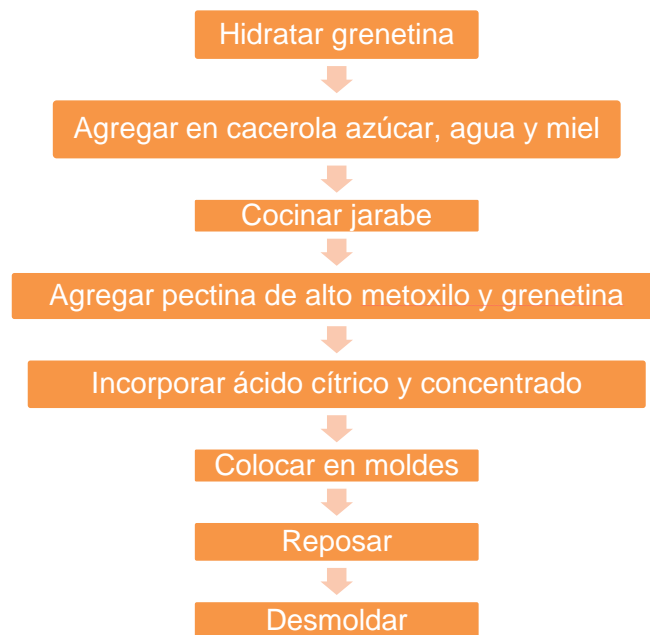 Hidratar grenetina
Agregar en cacerola azúcar, agua y miel
Cocinar jarabe
Agregar pectina de alto metoxilo y grenetina
Incorporar ácido cítrico y concentrado
Colocar en moldes
Reposar
Desmoldar